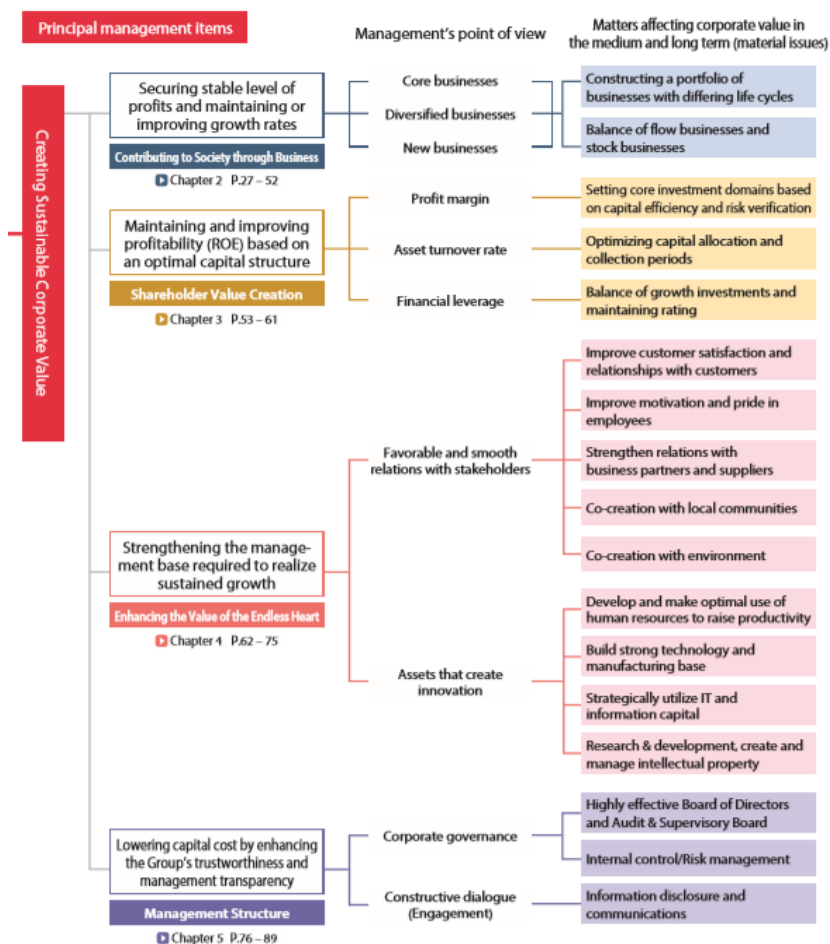 Principal management items
Management's point of view
Matters affecting corporate value in
the medium and long term (material issues)
Creating Sustainable Corporate Value
Securing stable level of
profits and maintaining or
improving growth rates
Contributing to Society through Business
Chapter 2 P.27 – 52
Core businesses
Diversified businesses
New businesses
Constructing a portfolio of
businesses with differing life cycles
Balance of flow businesses and
stock businesses
Maintaining and improving
profitability (ROE) based on
an optimal capital structure
Shareholder Value Creation
Chapter 3 P.53 – 61
Profit margin
Setting core investment domains based
on capital efficiency and risk verification
Asset turnover rate
Optimizing capital allocation and
collection periods
Financial leverage
Balance of growth investments and
maintaining rating
Strengthening the manage-
ment base required to realize
sustained growth
Enhancing the Value of the Endless Heart
Chapter 4 P.62 – 75
Favorable and smooth
relations with stakeholders
Improve customer satisfaction and
relationships with customers
Improve motivation and pride in
employees
Strengthen relations with
business partners and suppliers
Co-creation with local communities
Co-creation with environment
Assets that create
innovation
Develop and make optimal use of
human resources to raise productivity
Build strong technology and
manufacturing base
Strategically utilize IT and
information capital
Research & development, create and
manage intellectual property
Lowering capital cost by enhancing
the Group's trustworthiness and
management transparency
Management Structure
Chapter 5 P.76 – 89
Corporate governance
Highly effective Board of Directors
and Audit & Supervisory Board
Internal control/Risk management
Constructive dialogue
(Engagement)
Information disclosure and
communications